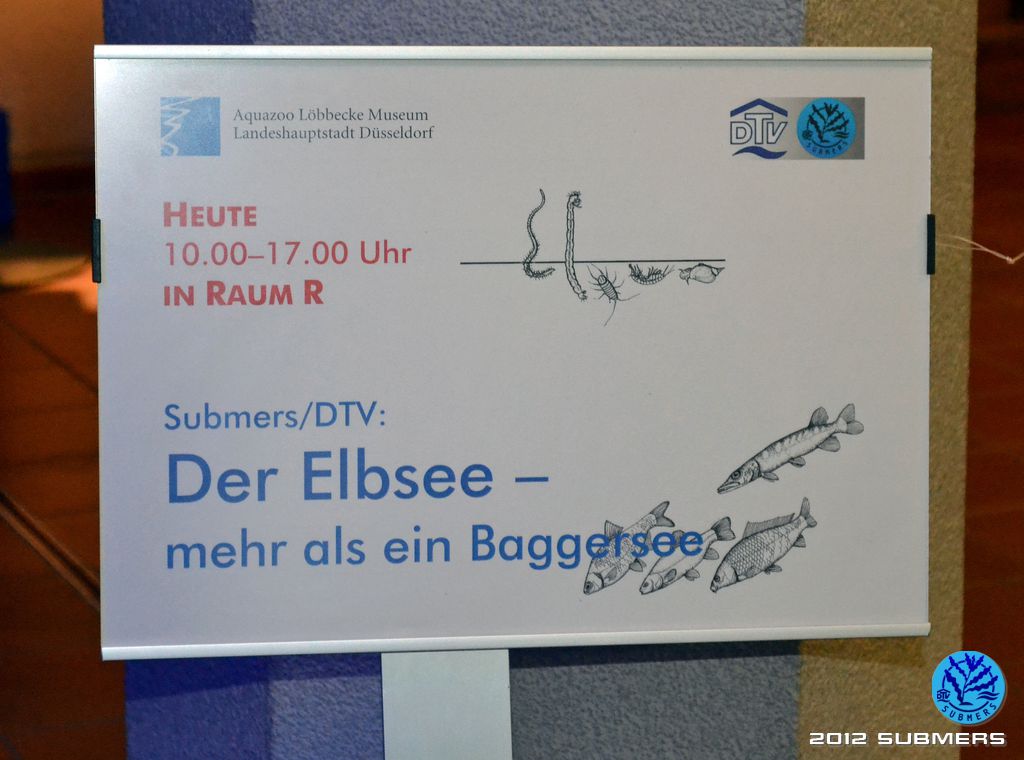 Aquazoo Löbbecke Museum
Landeshauptstadt Düsseldorf
DTV
SUBMERS
HEUTE
10.00–17.00 Uhr
IN RAUM R
Submers/DTV:
Der Elbsee –
mehr als ein Baggersee
DTV
SUBMERS
2012 SUBMERS